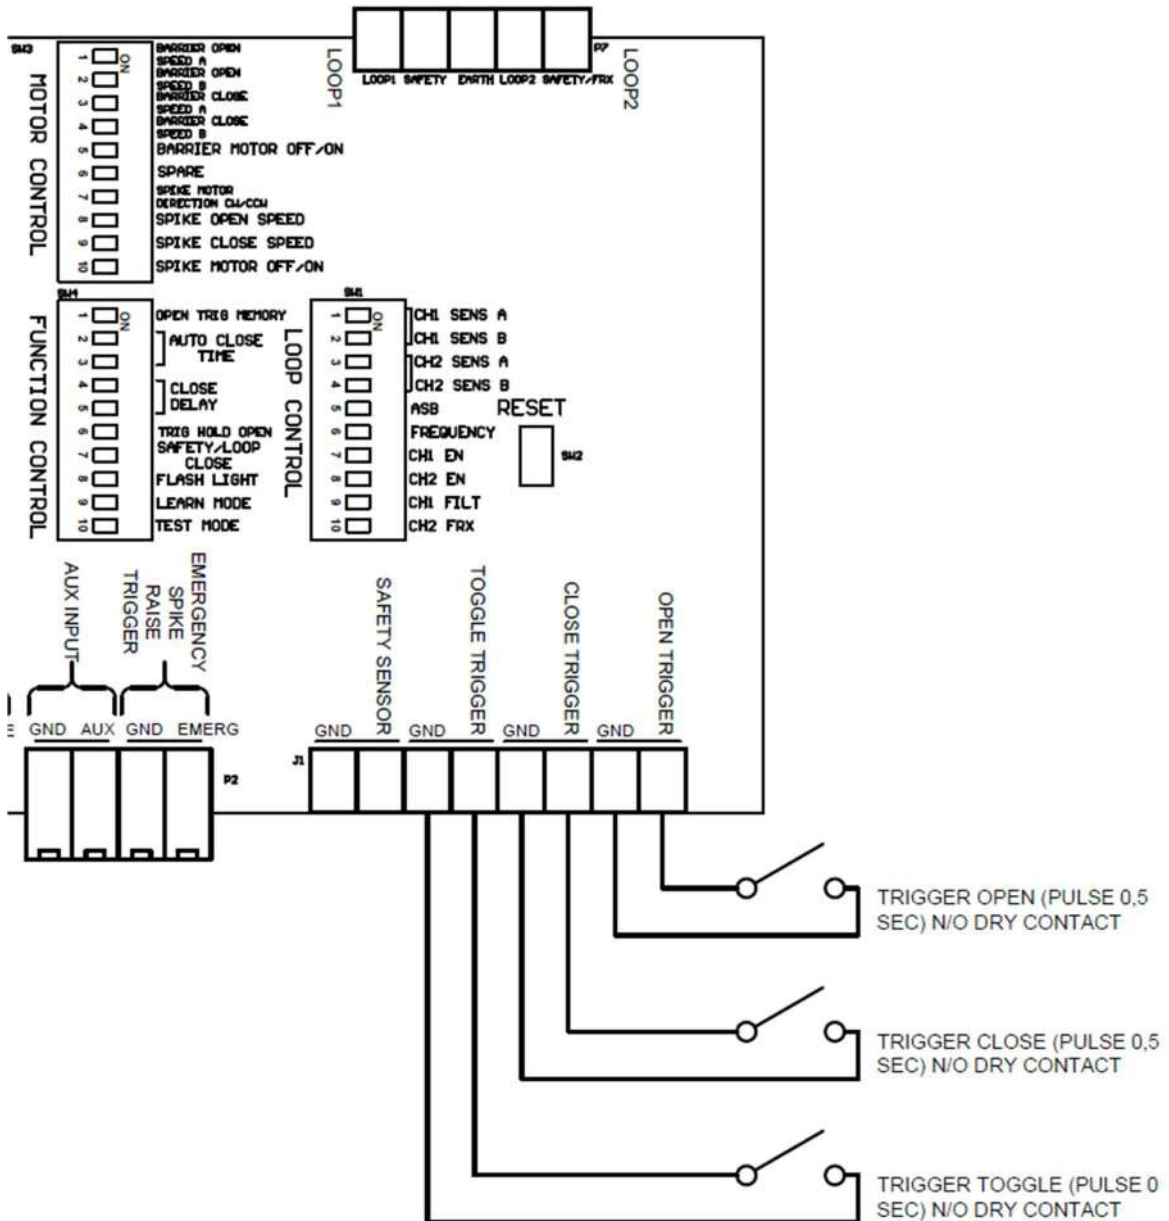 SW3
MOTOR CONTROL
ON
1 BARRIER OPEN
SPEED A
2 BARRIER OPEN
SPEED B
3 BARRIER CLOSE
SPEED A
4 BARRIER CLOSE
SPEED B
5 BARRIER MOTOR OFF/ON
6 SPARE
7 SPIKE MOTOR
DIRECTION CW/CCW
8 SPIKE OPEN SPEED
9 SPIKE CLOSE SPEED
10 SPIKE MOTOR OFF/ON
LOOP1
LOOP1 SAFETY EARTH LOOP2 SAFETY/FRX
P7
LOOP2
SW4
FUNCTION CONTROL
ON
1 OPEN TRIG MEMORY
2
3
AUTO CLOSE
TIME
4
5
CLOSE
DELAY
6 TRIG HOLD OPEN
7 SAFETY/LOOP
CLOSE
8 FLASH LIGHT
9 LEARN MODE
10 TEST MODE
SW1
LOOP CONTROL
ON
1 CH1 SENS A
2 CH1 SENS B
3 CH2 SENS A
4 CH2 SENS B
5 ASB
6 FREQUENCY
7 CH1 EN
8 CH2 EN
9 CH1 FILT
10 CH2 FRX
RESET
SW2
AUX INPUT
EMERGENCY
SPIKE
RAISE
TRIGGER
SAFETY SENSOR
TOGGLE TRIGGER
CLOSE TRIGGER
OPEN TRIGGER
E GND AUX GND EMERG
P2
GND GND GND GND
J1
TRIGGER OPEN (PULSE 0,5
SEC) N/O DRY CONTACT
TRIGGER CLOSE (PULSE 0,5
SEC) N/O DRY CONTACT
TRIGGER TOGGLE (PULSE 0
SEC) N/O DRY CONTACT